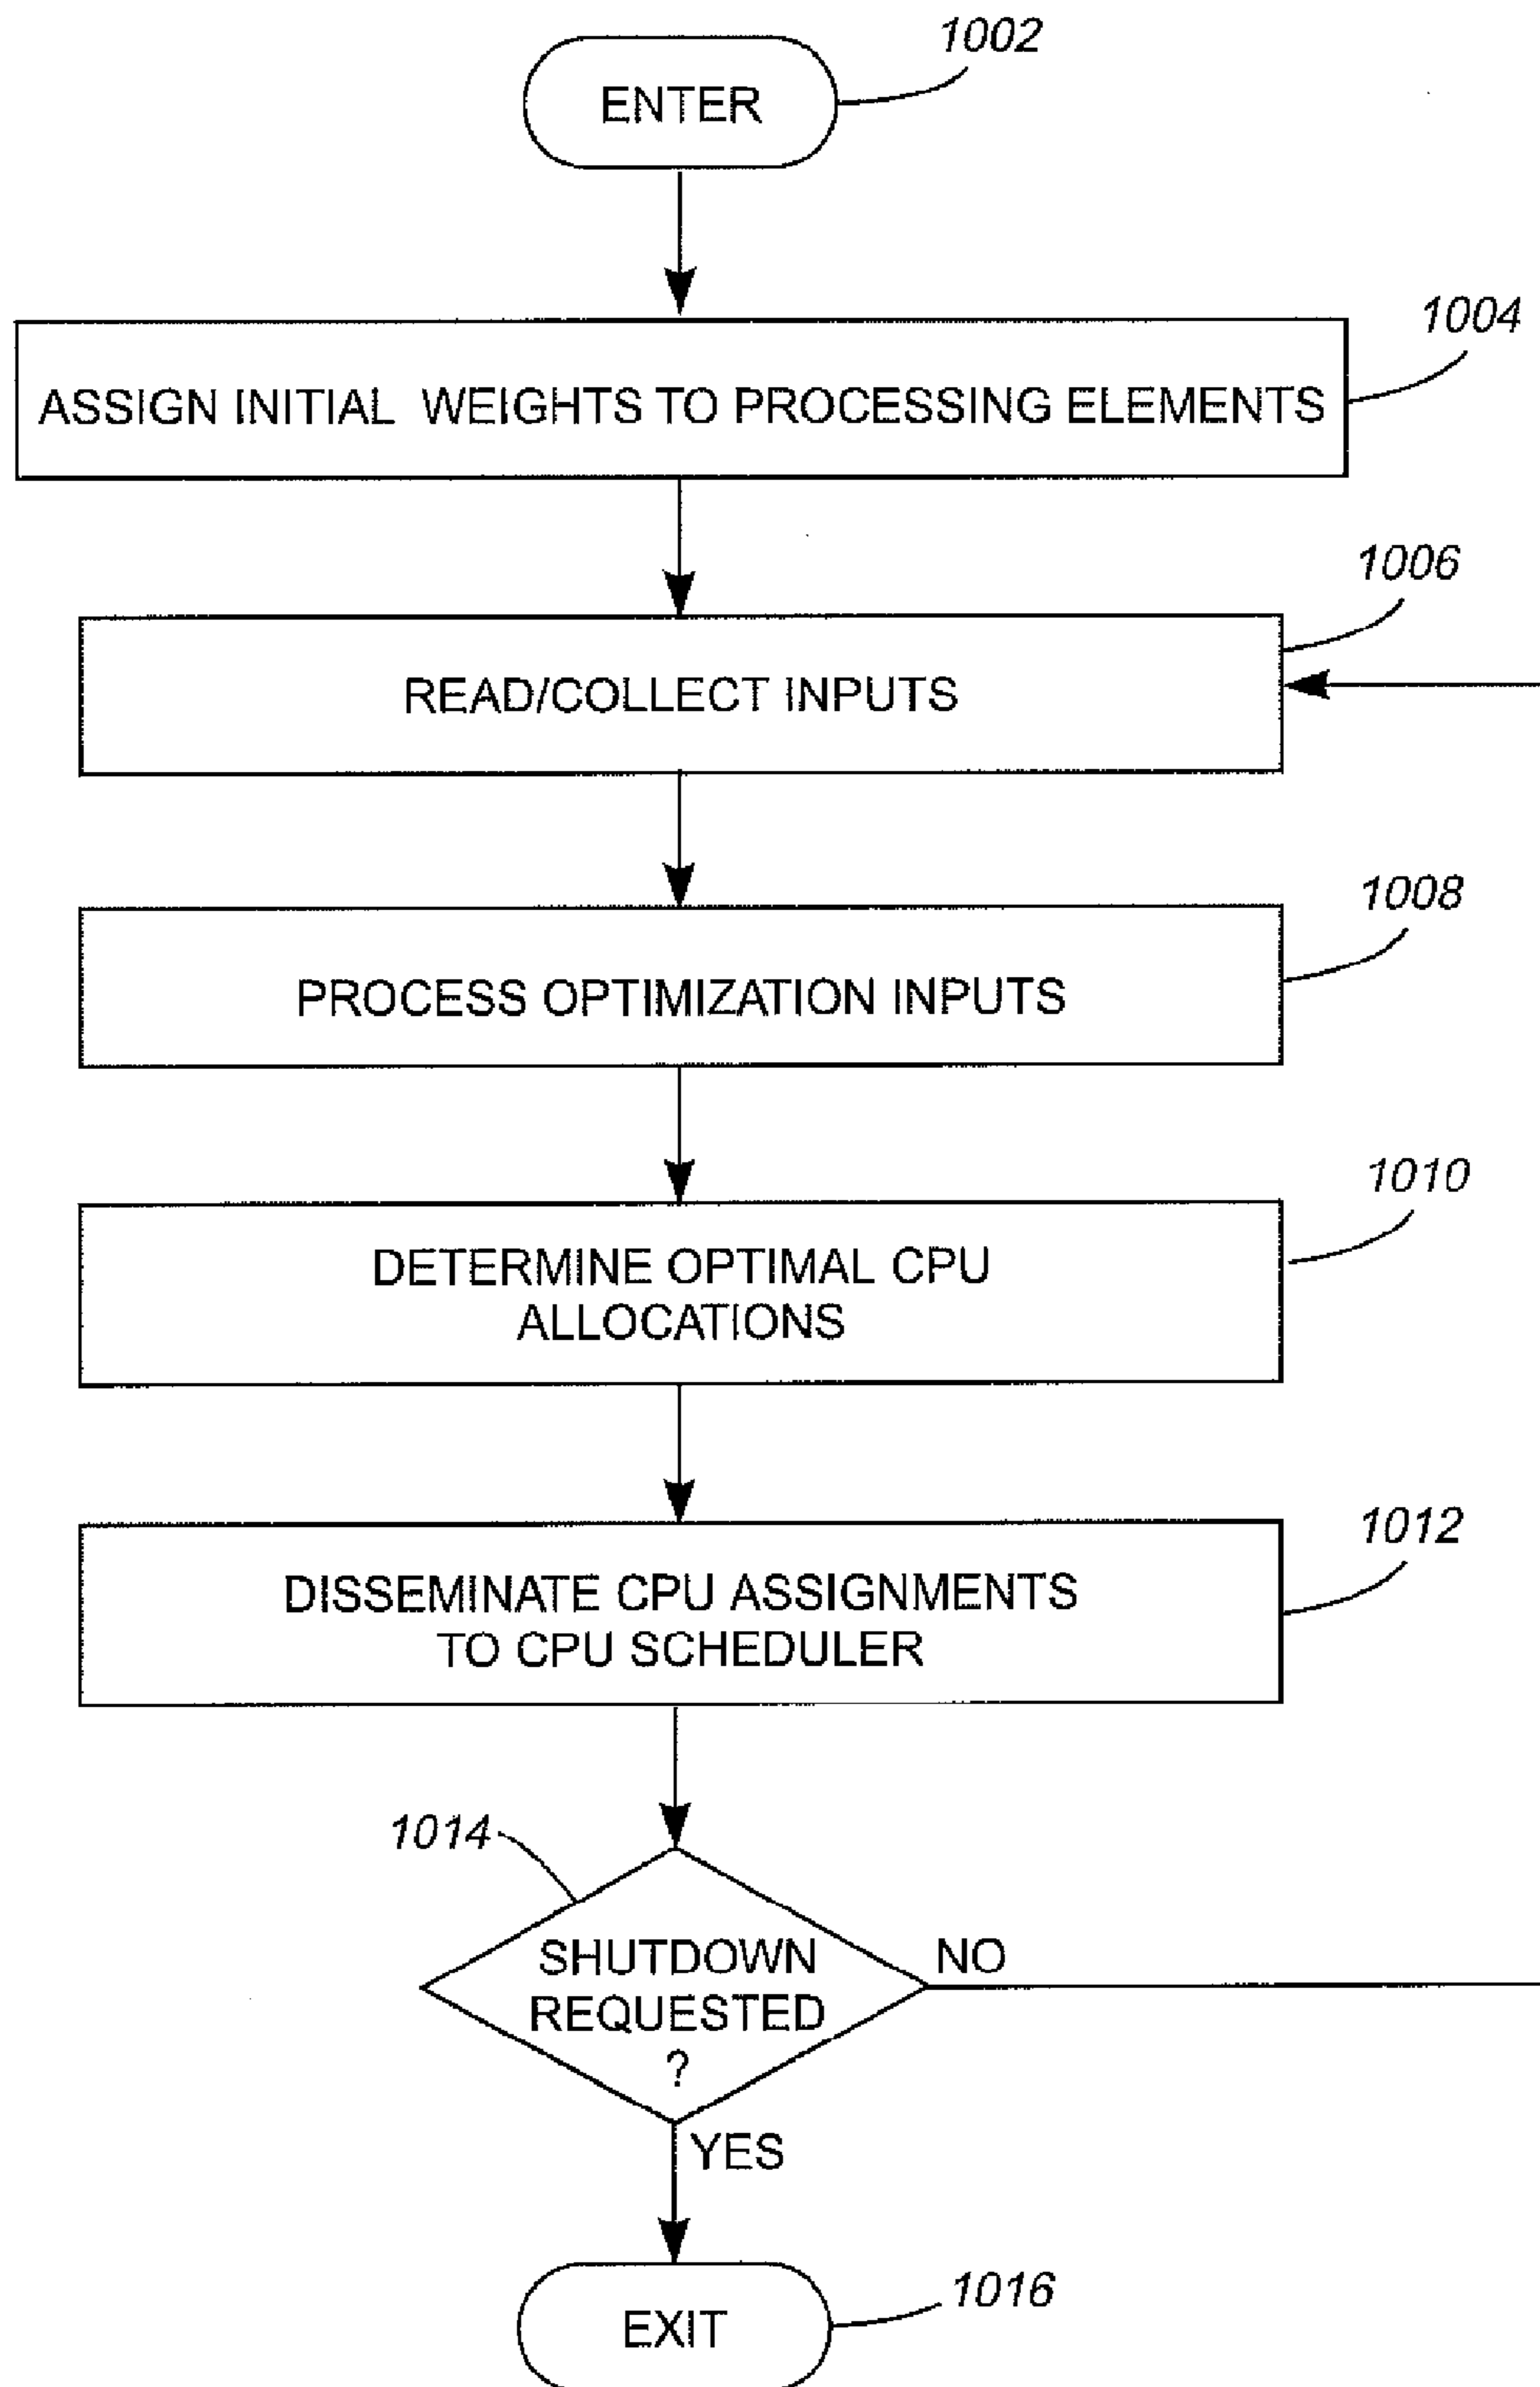 1002
ENTER
1004
ASSIGN INITIAL WEIGHTS TO PROCESSING ELEMENTS
1006
READ/COLLECT INPUTS
1008
PROCESS OPTIMIZATION INPUTS
1010
DETERMINE OPTIMAL CPU
ALLOCATIONS
1012
DISSEMINATE CPU ASSIGNMENTS
TO CPU SCHEDULER
1014
SHUTDOWN
REQUESTED
?
NO
YES
1016
EXIT